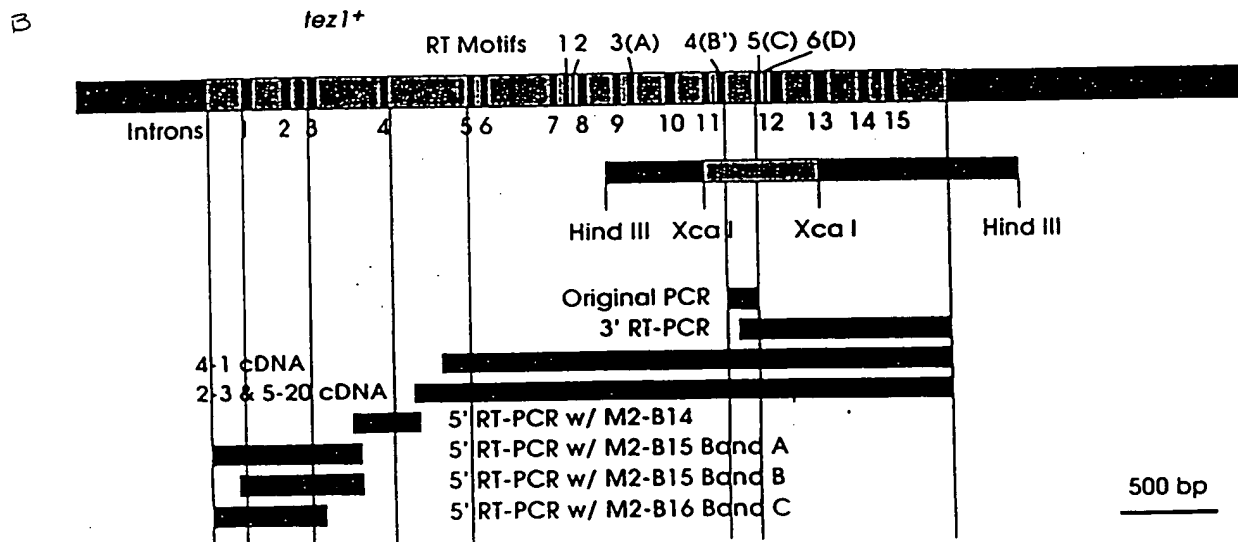 B
tez1+
RT Motifs 1 2 3(A) 4(B') 5(C) 6(D)
Introns 1 2 3 4 5 6 7 8 9 10 11 12 13 14 15
Hind III Xca I Xca I Hind III
Original PCR
3' RT-PCR
4-1 cDNA
2-3 & 5-20 cDNA
5' RT-PCR w/ M2-B14
5' RT-PCR w/ M2-B15 Band A
5' RT-PCR w/ M2-B15 Band B
5' RT-PCR w/ M2-B16 Band C
500 bp